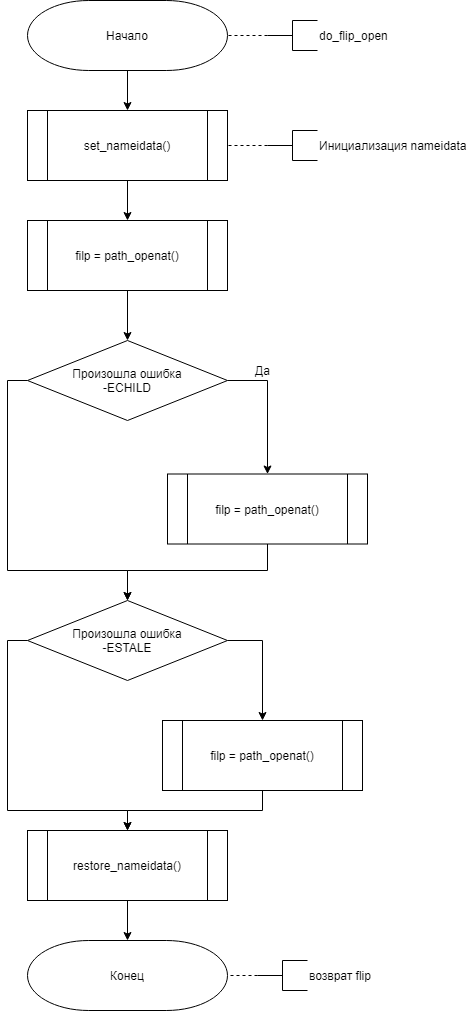 Начало
do_flip_open
set_nameidata()
Инициализация nameidata
filp = path_openat()
Произошла ошибка
-ECHILD
Да
filp = path_openat()
Произошла ошибка
-ESTALE
filp = path_openat()
restore_nameidata()
Конец
возврат flip